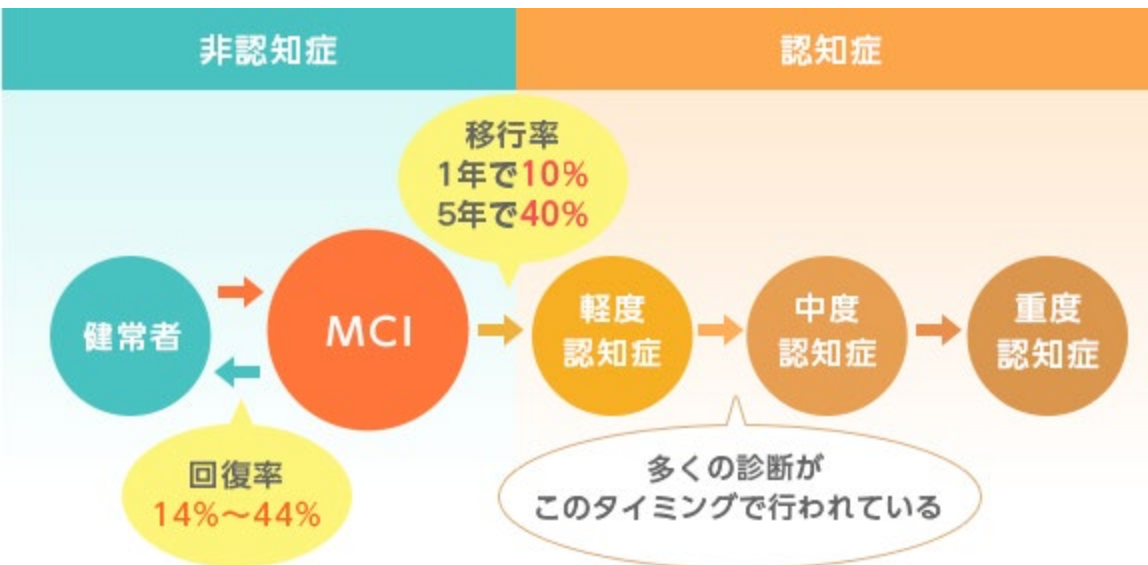 非認知症
認知症
移行率
1年で10%
5年で40%
健常者
MCI
軽度
認知症
中度
認知症
重度
認知症
回復率
14%～44%
多くの診断が
このタイミングで行われている